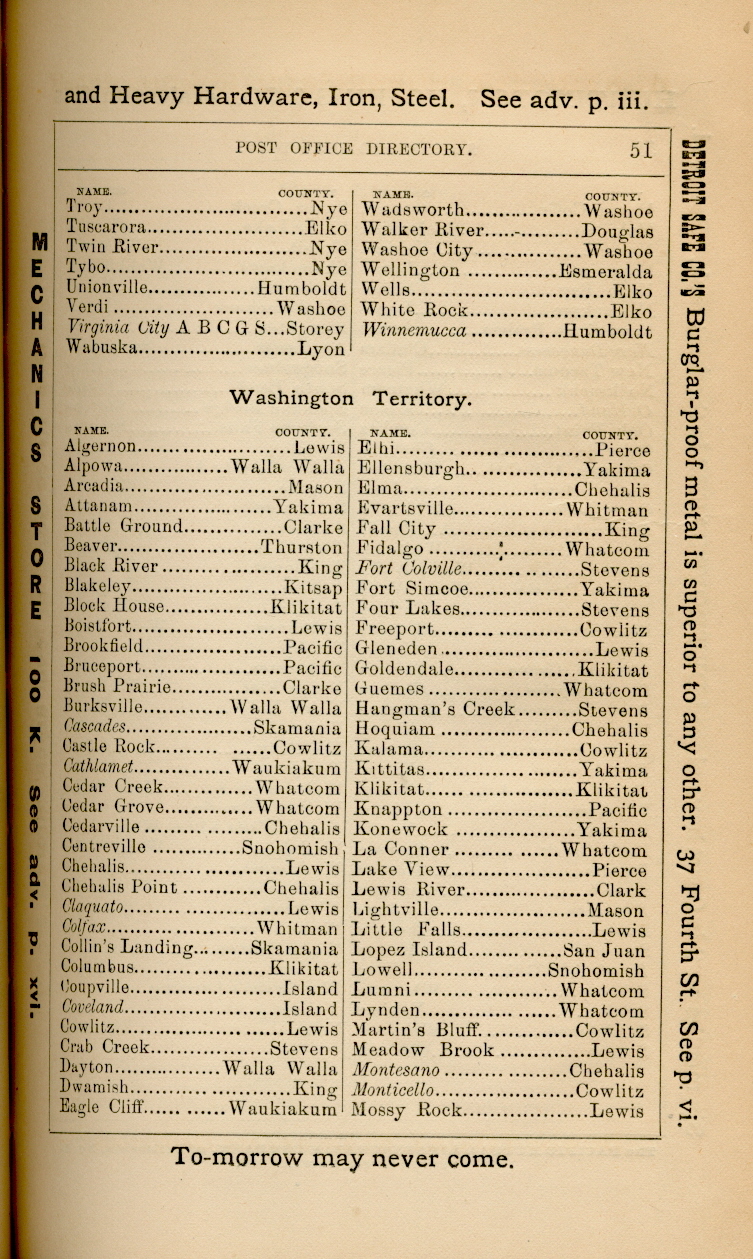 and Heavy Hardware, Iron, Steel. See adv. p. iii.
POST OFFICE DIRECTORY. 51
NAME. COUNTY.
Troy..............................Nye
Tuscarora.......................Elko
Twin River......................Nye
Tybo..............................Nye
Unionville................Humboldt
Verdi ........................Washoe
Virginia City A B C G S...Storey
Wabuska.......................Lyon
NAME. COUNTY.
Wadsworth.................Washoe
Walker River..............Douglas
Washoe City ..............Washoe
Wellington .............Esmeralda
Wells.............................Elko
White Rock.....................Elko
Winnemucca .............Humboldt
Washington Territory.
NAME. COUNTY.
Algernon.......................Lewis
Alpowa................Walla Walla
Arcadia........................Mason
Attanam.....................Yakima
Battle Ground..............Clarke
Beaver.....................Thurston
Black River ....................King
Blakeley.......................Kitsap
Block House...............Klikitat
Boistfort........................Lewis
Brookfield.....................Pacific
Bruceport.....................Pacific
Brush Prairie................Clarke
Burksville.............Walla Walla
Cascades.......................Skamania
Castle Rock.......... ......Cowlitz
Cathlamet..............Waukiakum
Cedar Creek..............Whatcom
Cedar Grove..............Whatcom
Cedarville ..................Chehalis
Centreville .............Snohomish
Chehalis........................Lewis
Chehalis Point ............Chehalis
Claquato........................Lewis
Colfax......................Whitman
Collin's Landing........Skamania
Columbus....................Klikitat
Coupville.......................Island
Coveland........................Island
Cowlitz.........................Lewis
Crab Creek..................Stevens
Dayton................Walla Walla
Dwamish........................King
Eagle Cliff...... ......Waukiakum
NAME. COUNTY.
Elhi..............................Pierce
Ellensburgh.. ..............Yakima
Elma.........................Chehalis
Evartsville................Whitman
Fall City ........................King
Fidalgo ....................Whatcom
Fort Colville..................Stevens
Fort Simcoe................Yakima
Four Lakes..................Stevens
Freeport......................Cowlitz
Gleneden .......................Lewis
Goldendale..................Klikitat
Guemes ....................Whatcom
Hangman's Creek.........Stevens
Hoquiam ....................Chehalis
Kalama.......................Cowlitz
Kittitas.......................Yakima
Klikitat......................Klikitat
Knappton .....................Pacific
Konewock ..................Yakima
La Conner ................Whatcom
Lake View.....................Pierce
Lewis River...................Clark
Lightville......................Mason
Little Falls....................Lewis
Lopez Island..............San Juan
Lowell....................Snohomish
Lumni ......................Whatcom
Lynden.....................Whatcom
Martin's Bluff..............Cowlitz
Meadow Brook .............Lewis
Montesano ..................Chehalis
Monticello.....................Cowlitz
Mossy Rock...................Lewis
To-morrow may never come.
MECHANICS STORE 100 K. See adv. p. xvi.
DETROIT SAFE CO.'S Burglar-proof metal is superior to any other. 37 Fourth St. See p. vi.